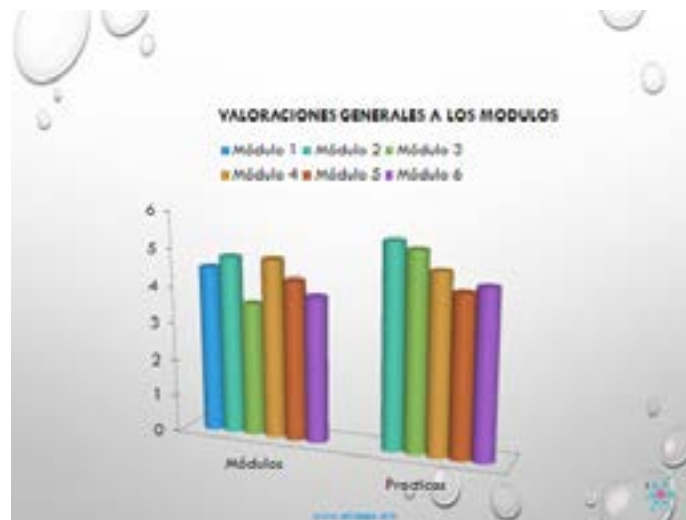 VALORACIONES GENERALES A LOS MODULOS
Módulo 1 Módulo 2 Módulo 3
Módulo 4 Módulo 5 Módulo 6
6
5
4
3
2
1
0
Módulos
Practicas